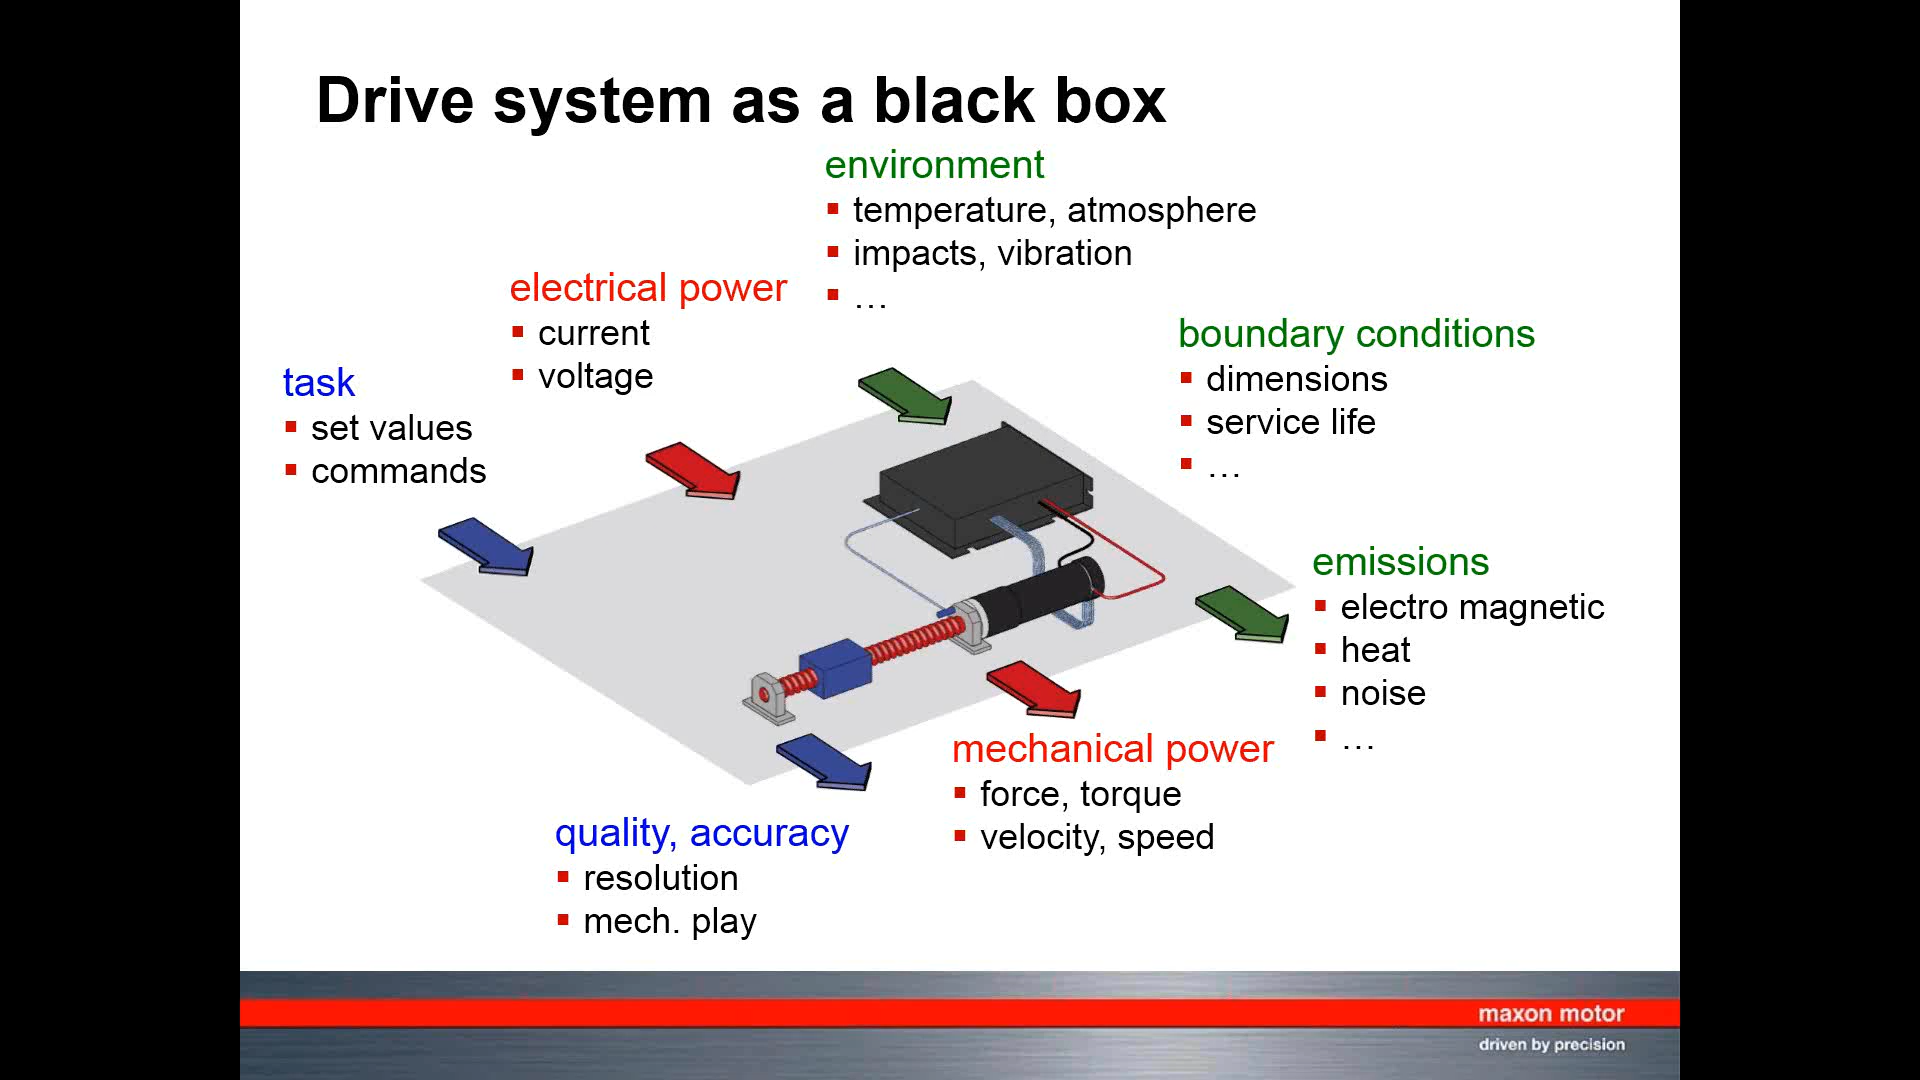 Drive system as a black box
environment
▪ temperature, atmosphere
▪ impacts, vibration
▪ …
electrical power
▪ current
▪ voltage
boundary conditions
▪ dimensions
▪ service life
▪ …
task
▪ set values
▪ commands
emissions
▪ electro magnetic
▪ heat
▪ noise
▪ …
mechanical power
▪ force, torque
▪ velocity, speed
quality, accuracy
▪ resolution
▪ mech. play
maxon motor
driven by precision